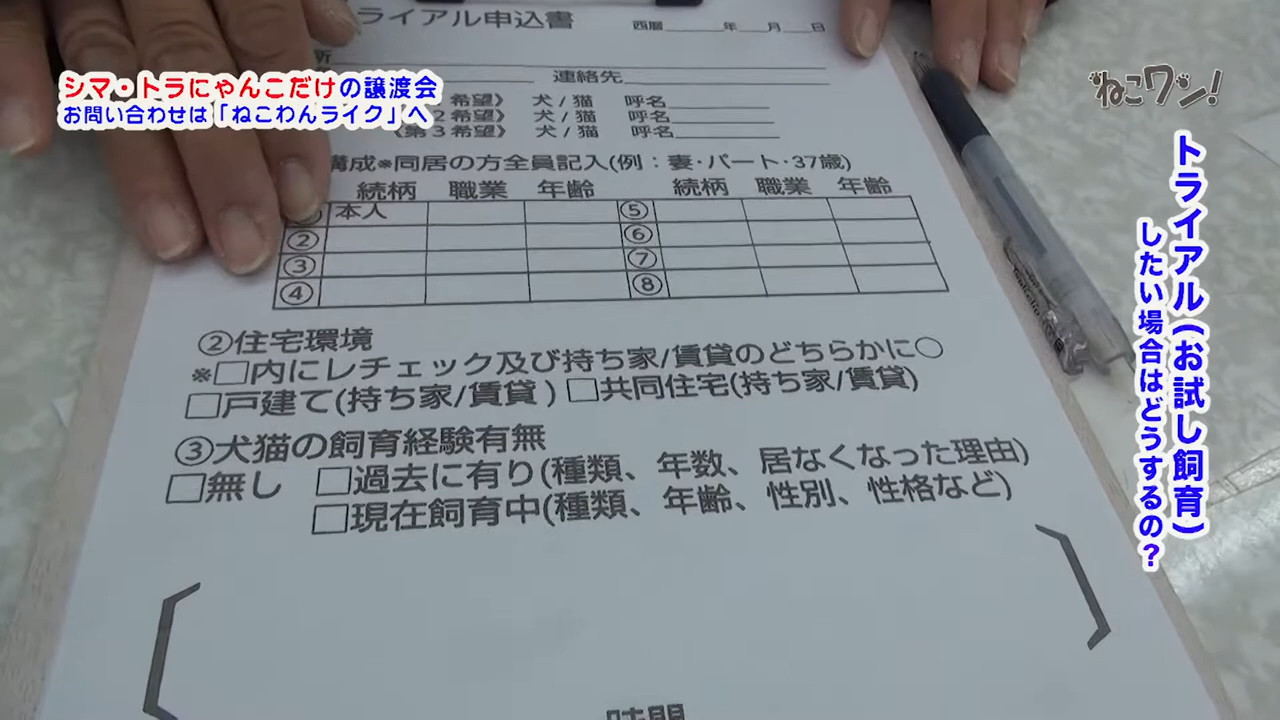 シマ・トラにゃんこだけの譲渡会
お問い合わせは「ねこわんライク」へ
ねこワン!
トライアル(お試し飼育)
したい場合はどうするの?
ライアル申込書
西暦____年__月__日
所
連絡先
希望》 犬/猫 呼名
2希望》 犬/猫 呼名
《第3希望》 犬/猫 呼名
構成※同居の方全員記入(例:妻・パート・37歳)
続柄 職業 年齢 続柄 職業 年齢
本人 ⑤
② ⑥
③ ⑦
④ ⑧
②住宅環境
※□内にレチェック及び持ち家/賃貸のどちらかに○
□戸建て(持ち家/賃貸) □共同住宅(持ち家/賃貸)
③犬猫の飼育経験有無
□無し □過去に有り(種類、年数、居なくなった理由)
□現在飼育中(種類、年齢、性別、性格など)